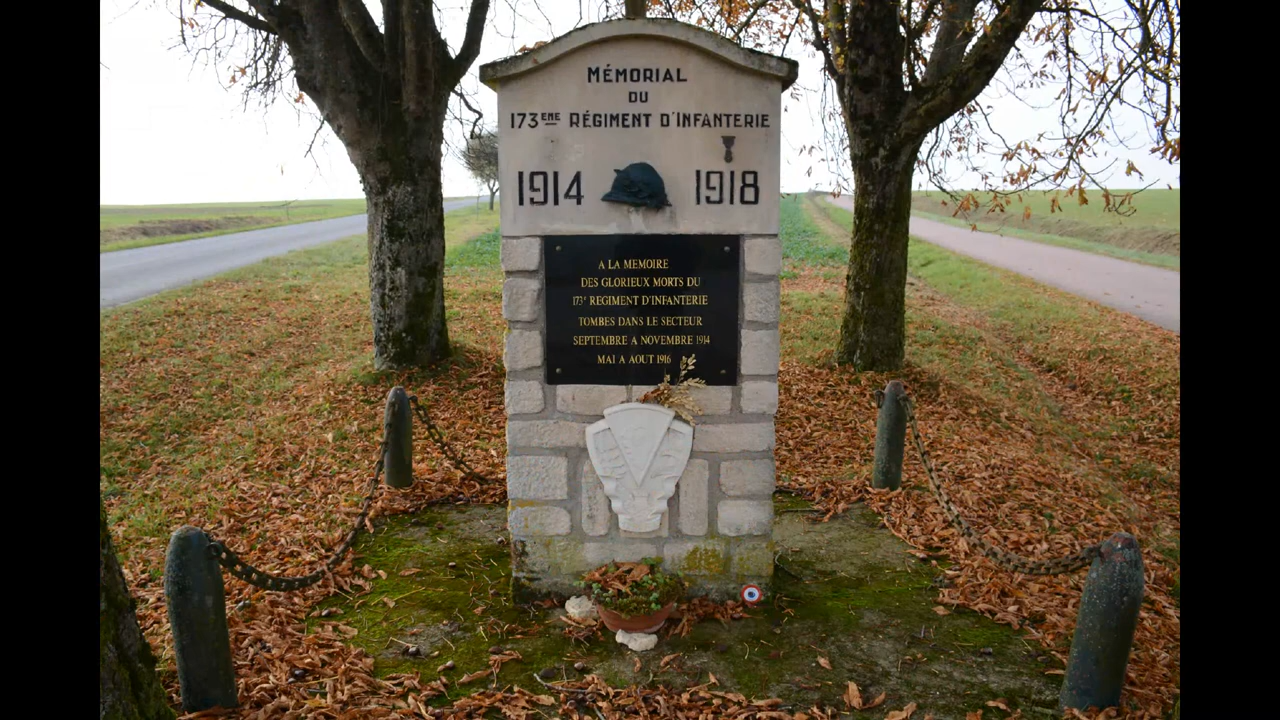 MÉMORIAL
DU
173ÈME RÉGIMENT D'INFANTERIE
1914 1918
A LA MEMOIRE
DES GLORIEUX MORTS DU
173e REGIMENT D'INFANTERIE
TOMBES DANS LE SECTEUR
SEPTEMBRE A NOVEMBRE 1914
MAI A AOUT 1916